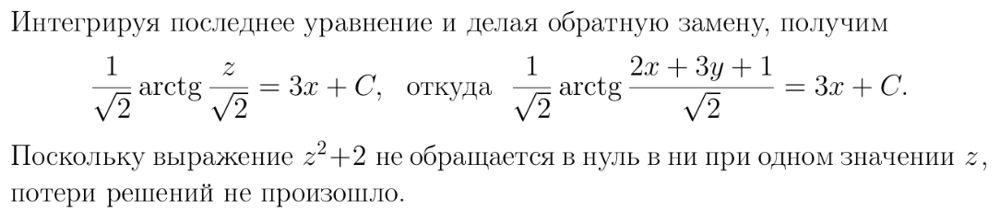 Интегрируя последнее уравнение и делая обратную замену, получим
$$\frac{1}{\sqrt{2}} \operatorname{arctg} \frac{z}{\sqrt{2}} = 3x + C, \quad \text{откуда} \quad \frac{1}{\sqrt{2}} \operatorname{arctg} \frac{2x + 3y + 1}{\sqrt{2}} = 3x + C.$$
Поскольку выражение $z^2+2$ не обращается в нуль в ни при одном значении $z$,
потери решений не произошло.